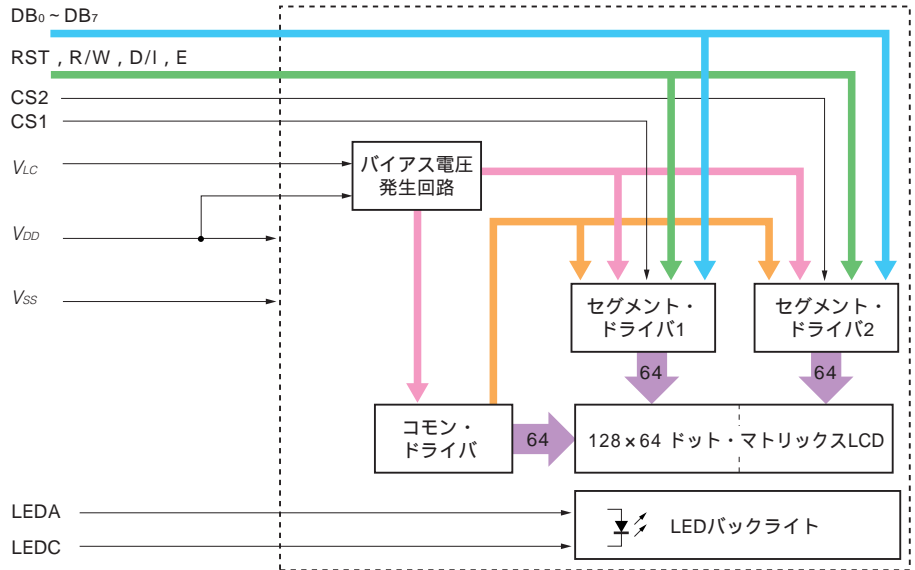 DB₀ ~ DB₇
RST , R/W , D/I , E
CS2
CS1
VLC
バイアス電圧
発生回路
VDD
VSS
セグメント・
ドライバ1
セグメント・
ドライバ2
64
64
コモン・
ドライバ
64
128×64 ドット・マトリックスLCD
LEDA
LEDバックライト
LEDC